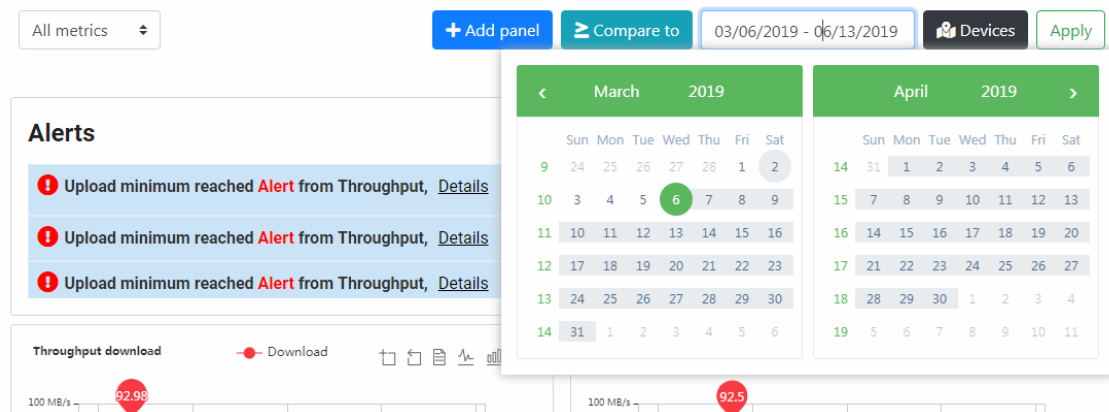 All metrics
Add panel
Compare to
03/06/2019 - 06/13/2019
Devices
Apply
Alerts
Upload minimum reached Alert from Throughput, Details
Upload minimum reached Alert from Throughput, Details
Upload minimum reached Alert from Throughput, Details
March 2019
Sun Mon Tue Wed Thu Fri Sat
9 24 25 26 27 28 1 2
10 3 4 5 6 7 8 9
11 10 11 12 13 14 15 16
12 17 18 19 20 21 22 23
13 24 25 26 27 28 29 30
14 31 1 2 3 4 5 6
April 2019
Sun Mon Tue Wed Thu Fri Sat
14 31 1 2 3 4 5 6
15 7 8 9 10 11 12 13
16 14 15 16 17 18 19 20
17 21 22 23 24 25 26 27
18 28 29 30 1 2 3 4
19 5 6 7 8 9 10 11
Throughput download
Download
92.98
100 MB/s
92.5
100 MB/s